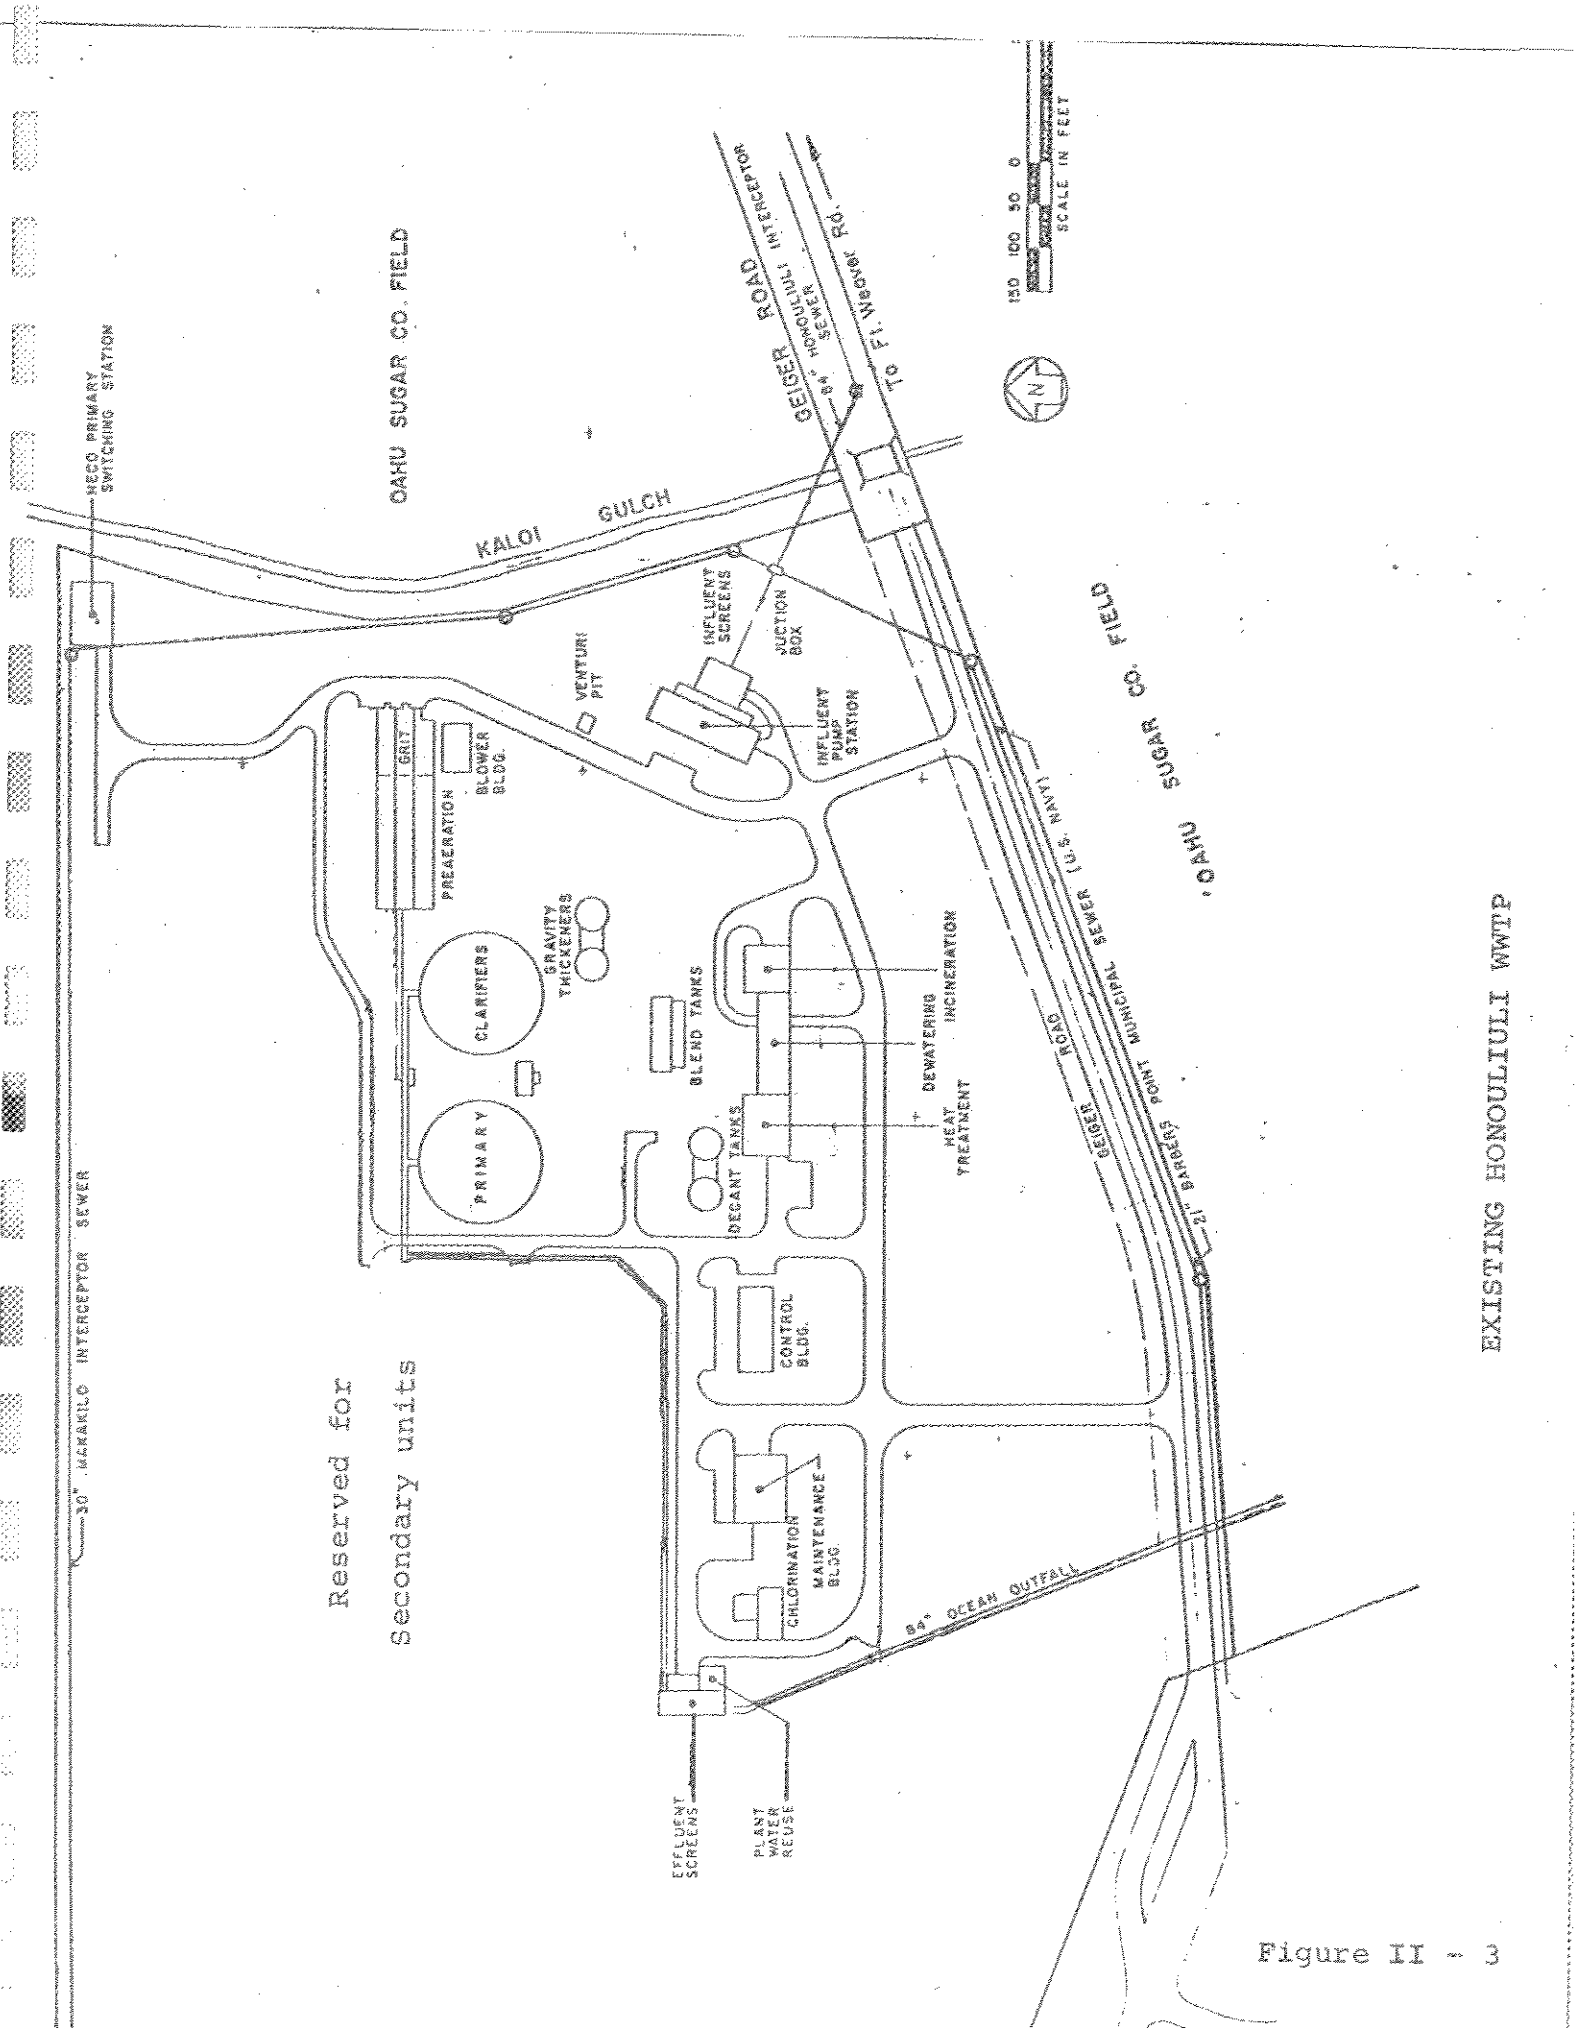 HECO PRIMARY
SWITCHING STATION
OAHU SUGAR CO. FIELD
30" MAKAKILO INTERCEPTOR SEWER
KALOI GULCH
GEIGER ROAD
84" HONOULIULI INTERCEPTOR
SEWER
To Ft. Weaver Rd.
150 100 50 0
SCALE IN FEET
N
VENTURI
PIT
INFLUENT
SCREENS
JUCTION
BOX
INFLUENT
PUMP
STATION
GRIT
BLOWER
BLDG.
PREAERATION
GRAVITY
THICKENERS
PRIMARY CLARIFIERS
BLEND TANKS
DECANT TANKS
INCINERATION
DEWATERING
HEAT
TREATMENT
CONTROL
BLDG.
CHLORINATION
MAINTENANCE
BLDG.
Reserved for
Secondary units
EFFLUENT
SCREENS
PLANT
WATER
REUSE
84" OCEAN OUTFALL
GEIGER ROAD
21" BARBERS POINT MUNICIPAL SEWER (U.S. NAVY)
OAHU SUGAR CO. FIELD
EXISTING HONOULIULI WWTP
Figure II - 3